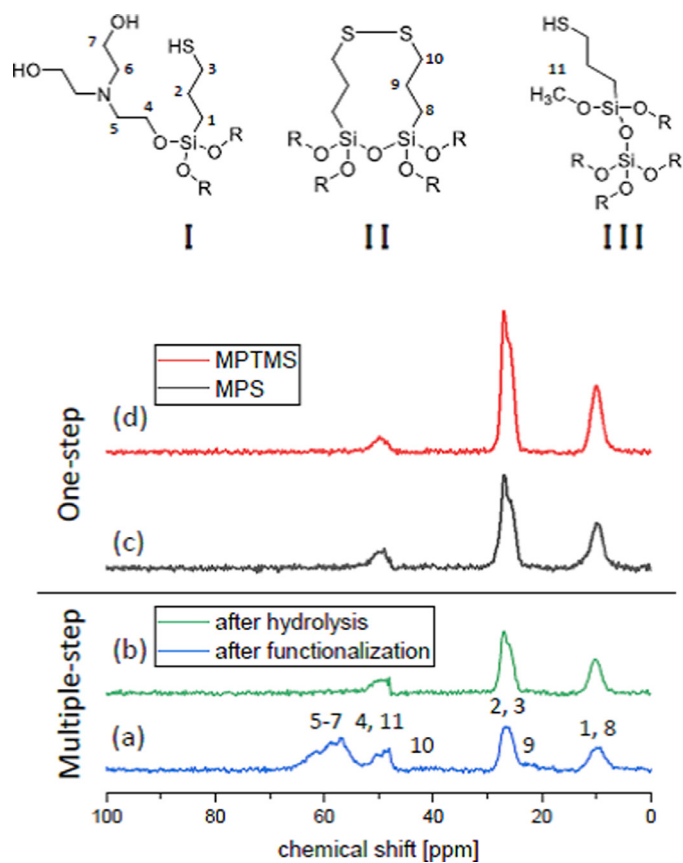 OH
7
HO
6
N
5
4
HS
3
2
1
O
Si
O
R
O
R
S
S
10
9
8
Si
O
Si
O
R
O
R
O
R
O
R
HS
11
H3C
O
Si
O
R
O
Si
O
R
O
R
O
R
I
II
III
One-step
MPTMS
MPS
(d)
(c)
Multiple-step
after hydrolysis
after functionalization
(b)
(a)
5-7
4, 11
10
2, 3
9
1, 8
100
80
60
40
20
0
chemical shift [ppm]